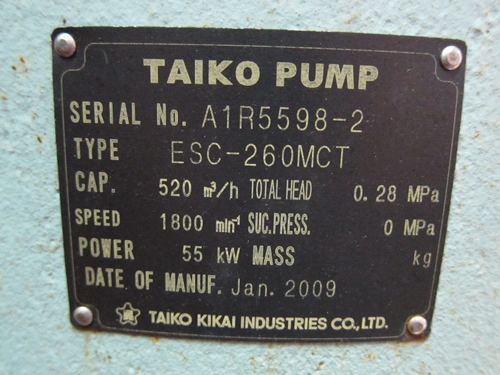 TAIKO PUMP
SERIAL No. A1R5598-2
TYPE ESC-260MCT
CAP. 520 m³/h TOTAL HEAD 0.28 MPa
SPEED 1800 min⁻¹ SUC.PRESS. 0 MPa
POWER 55 kW MASS kg
DATE OF MANUF. Jan. 2009
TAIKO KIKAI INDUSTRIES CO.,LTD.